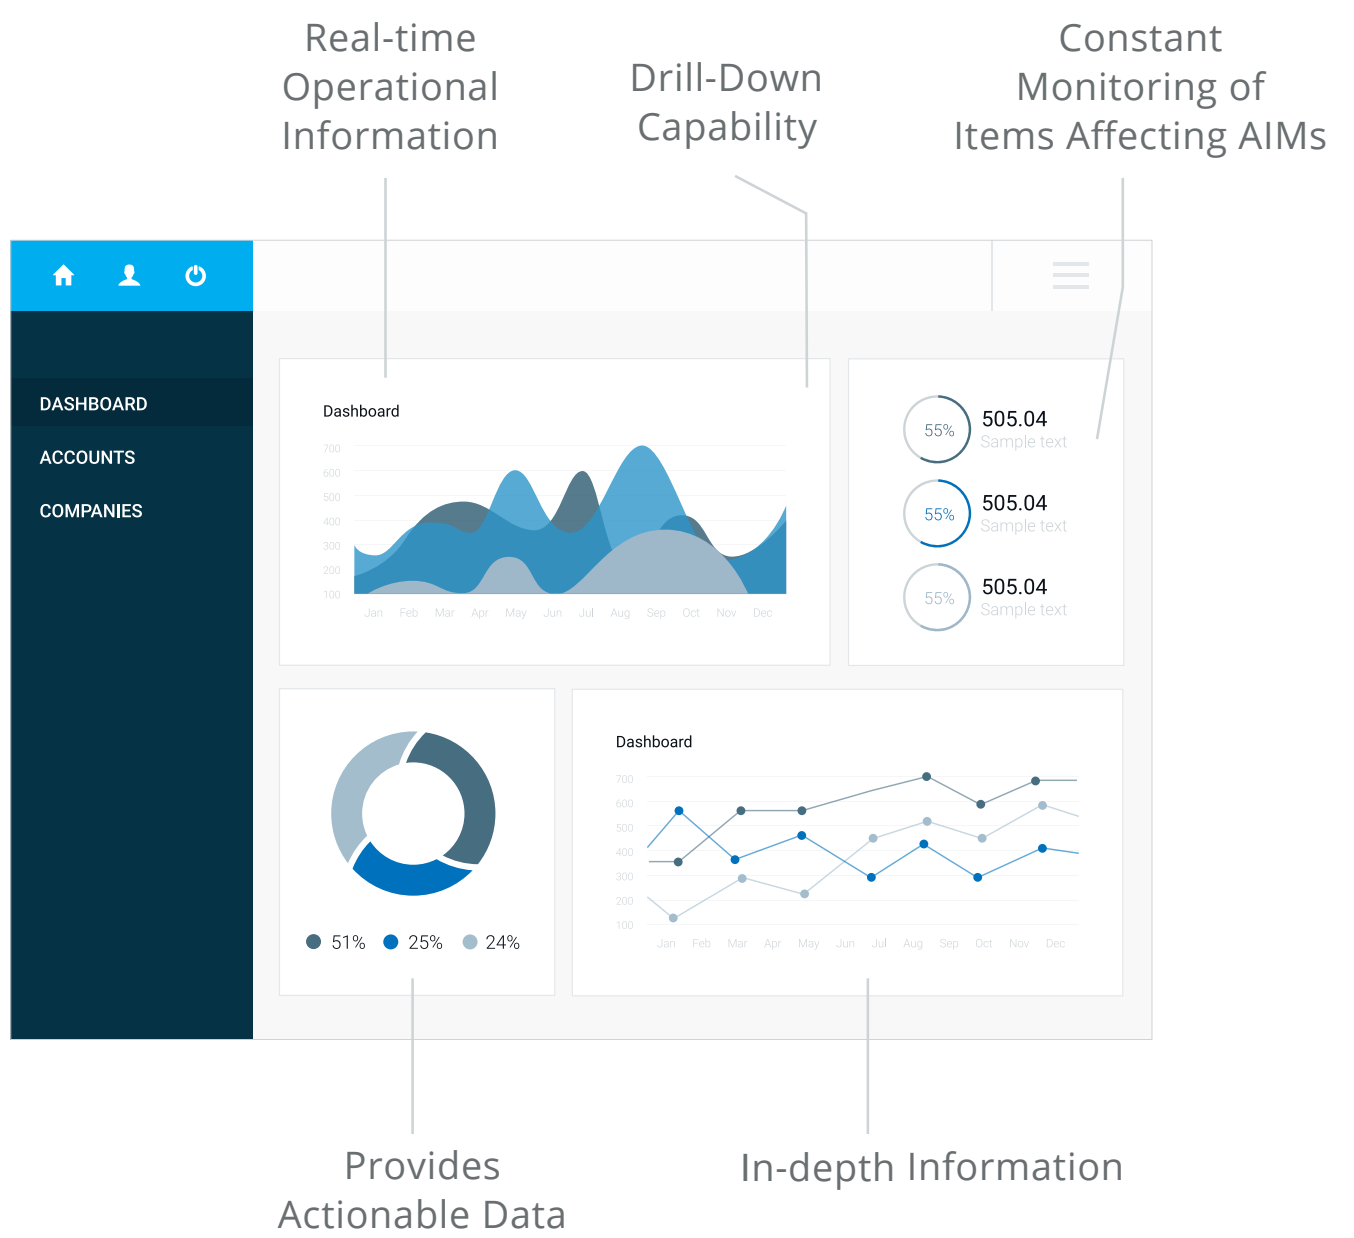 Real-time
Operational
Information
Drill-Down
Capability
Constant
Monitoring of
Items Affecting AIMs
DASHBOARD
ACCOUNTS
COMPANIES
Dashboard
700
600
500
400
300
200
100
Jan Feb Mar Apr May Jun Jul Aug Sep Oct Nov Dec
55% 505.04
Sample text
55% 505.04
Sample text
55% 505.04
Sample text
51% 25% 24%
Dashboard
700
600
500
400
300
200
100
Jan Feb Mar Apr May Jun Jul Aug Sep Oct Nov Dec
Provides
Actionable Data
In-depth Information